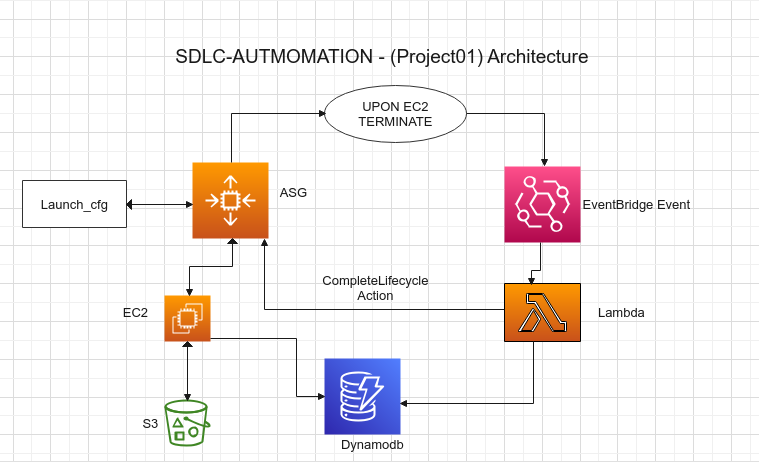 SDLC-AUTMOMATION - (Project01) Architecture
UPON EC2
TERMINATE
ASG
Launch_cfg
EventBridge Event
CompleteLifecycle
Action
EC2
Lambda
S3
Dynamodb